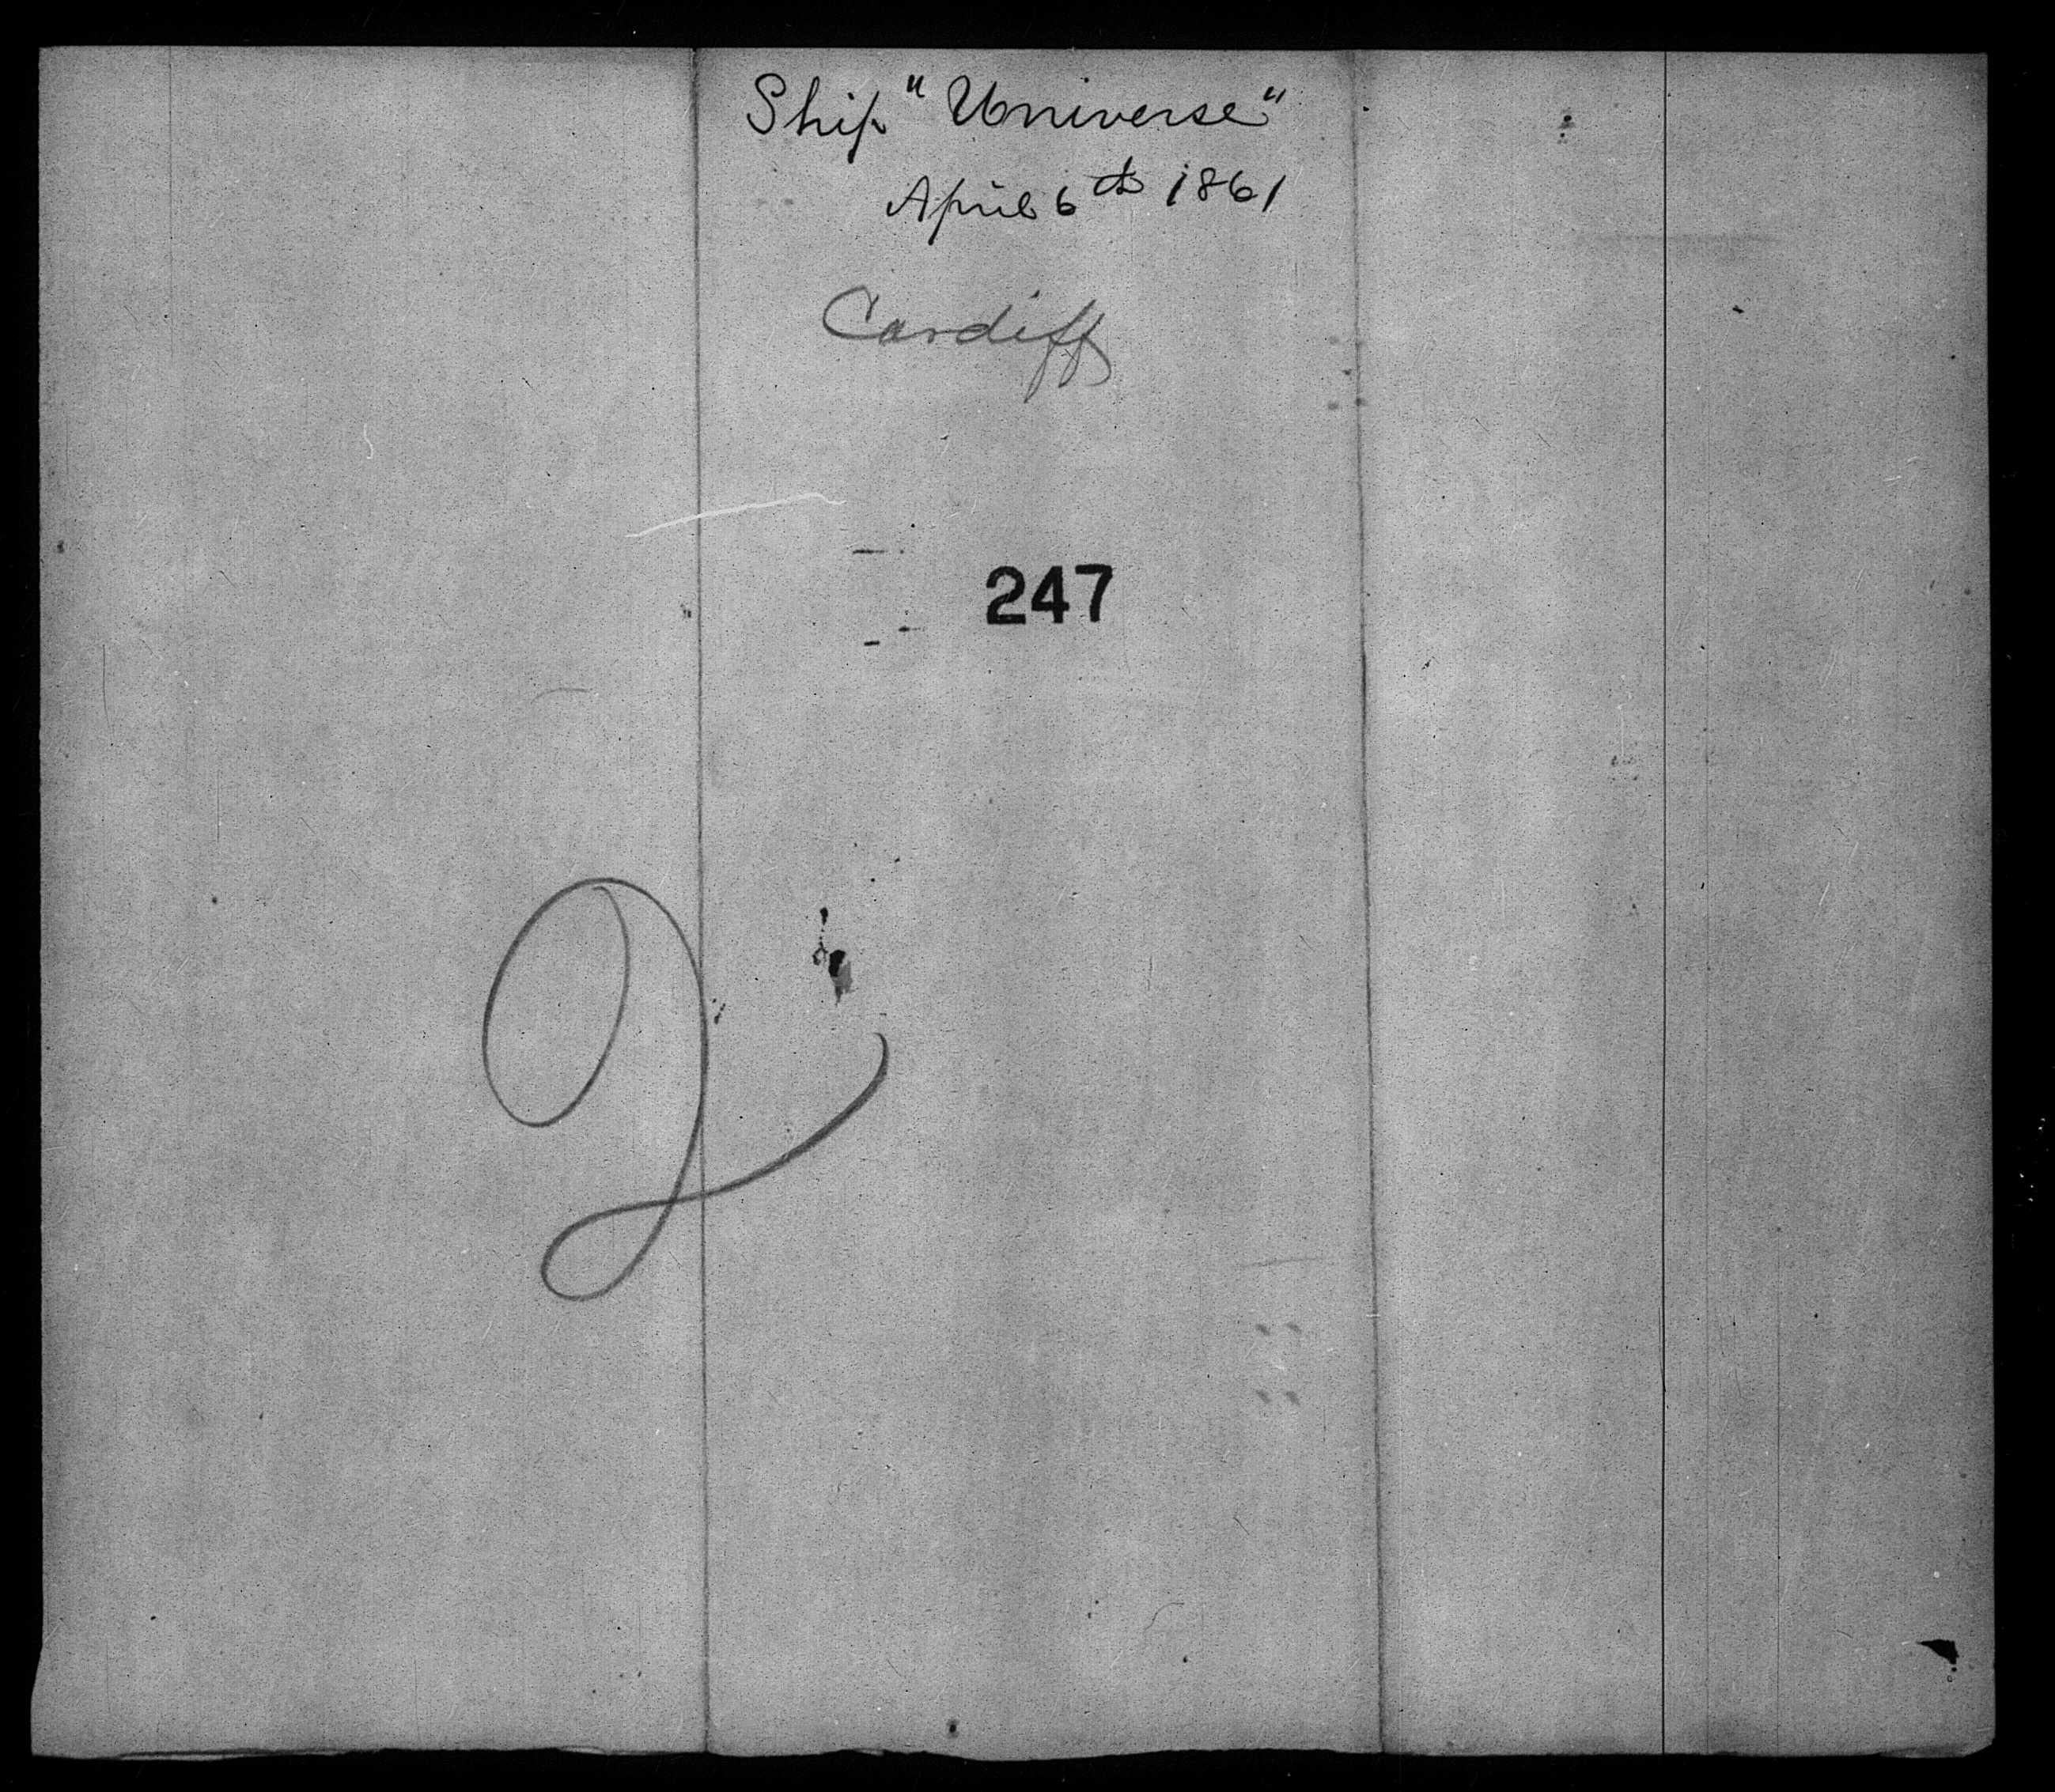 Ship "Universe"
April 6th 1861
Cardiff
247
2